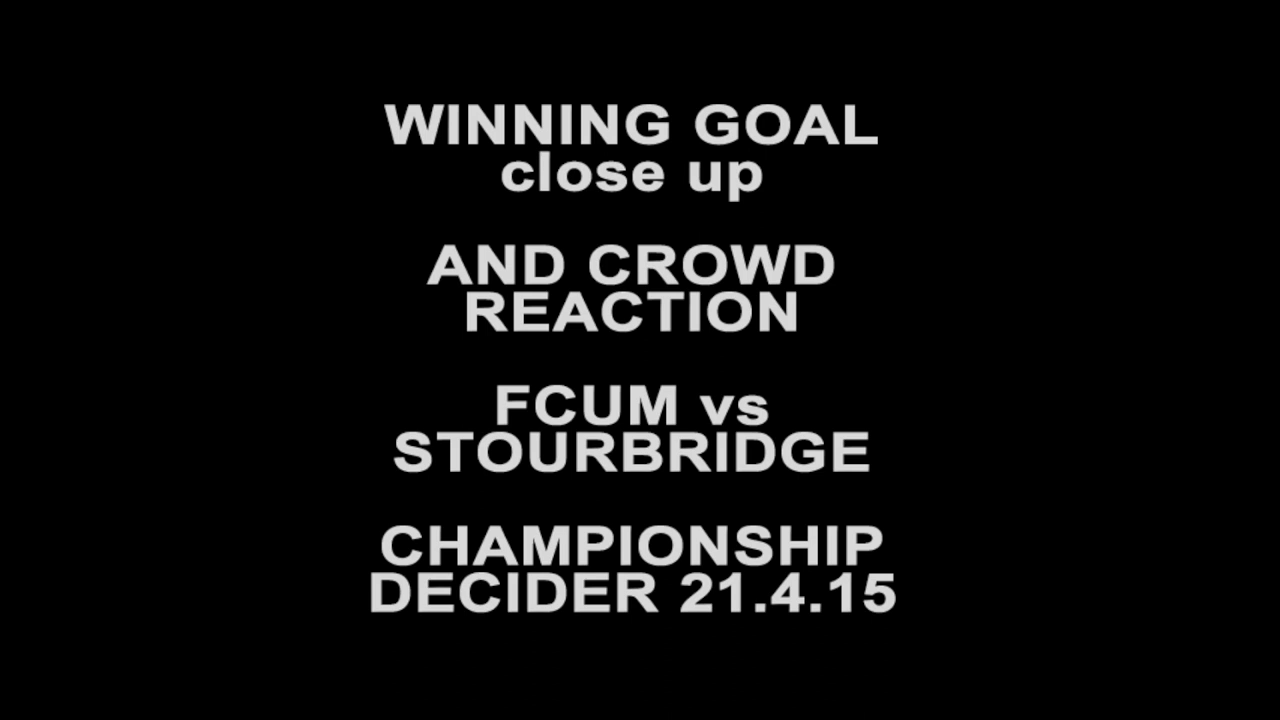 WINNING GOAL
close up
AND CROWD
REACTION
FCUM vs
STOURBRIDGE
CHAMPIONSHIP
DECIDER 21.4.15